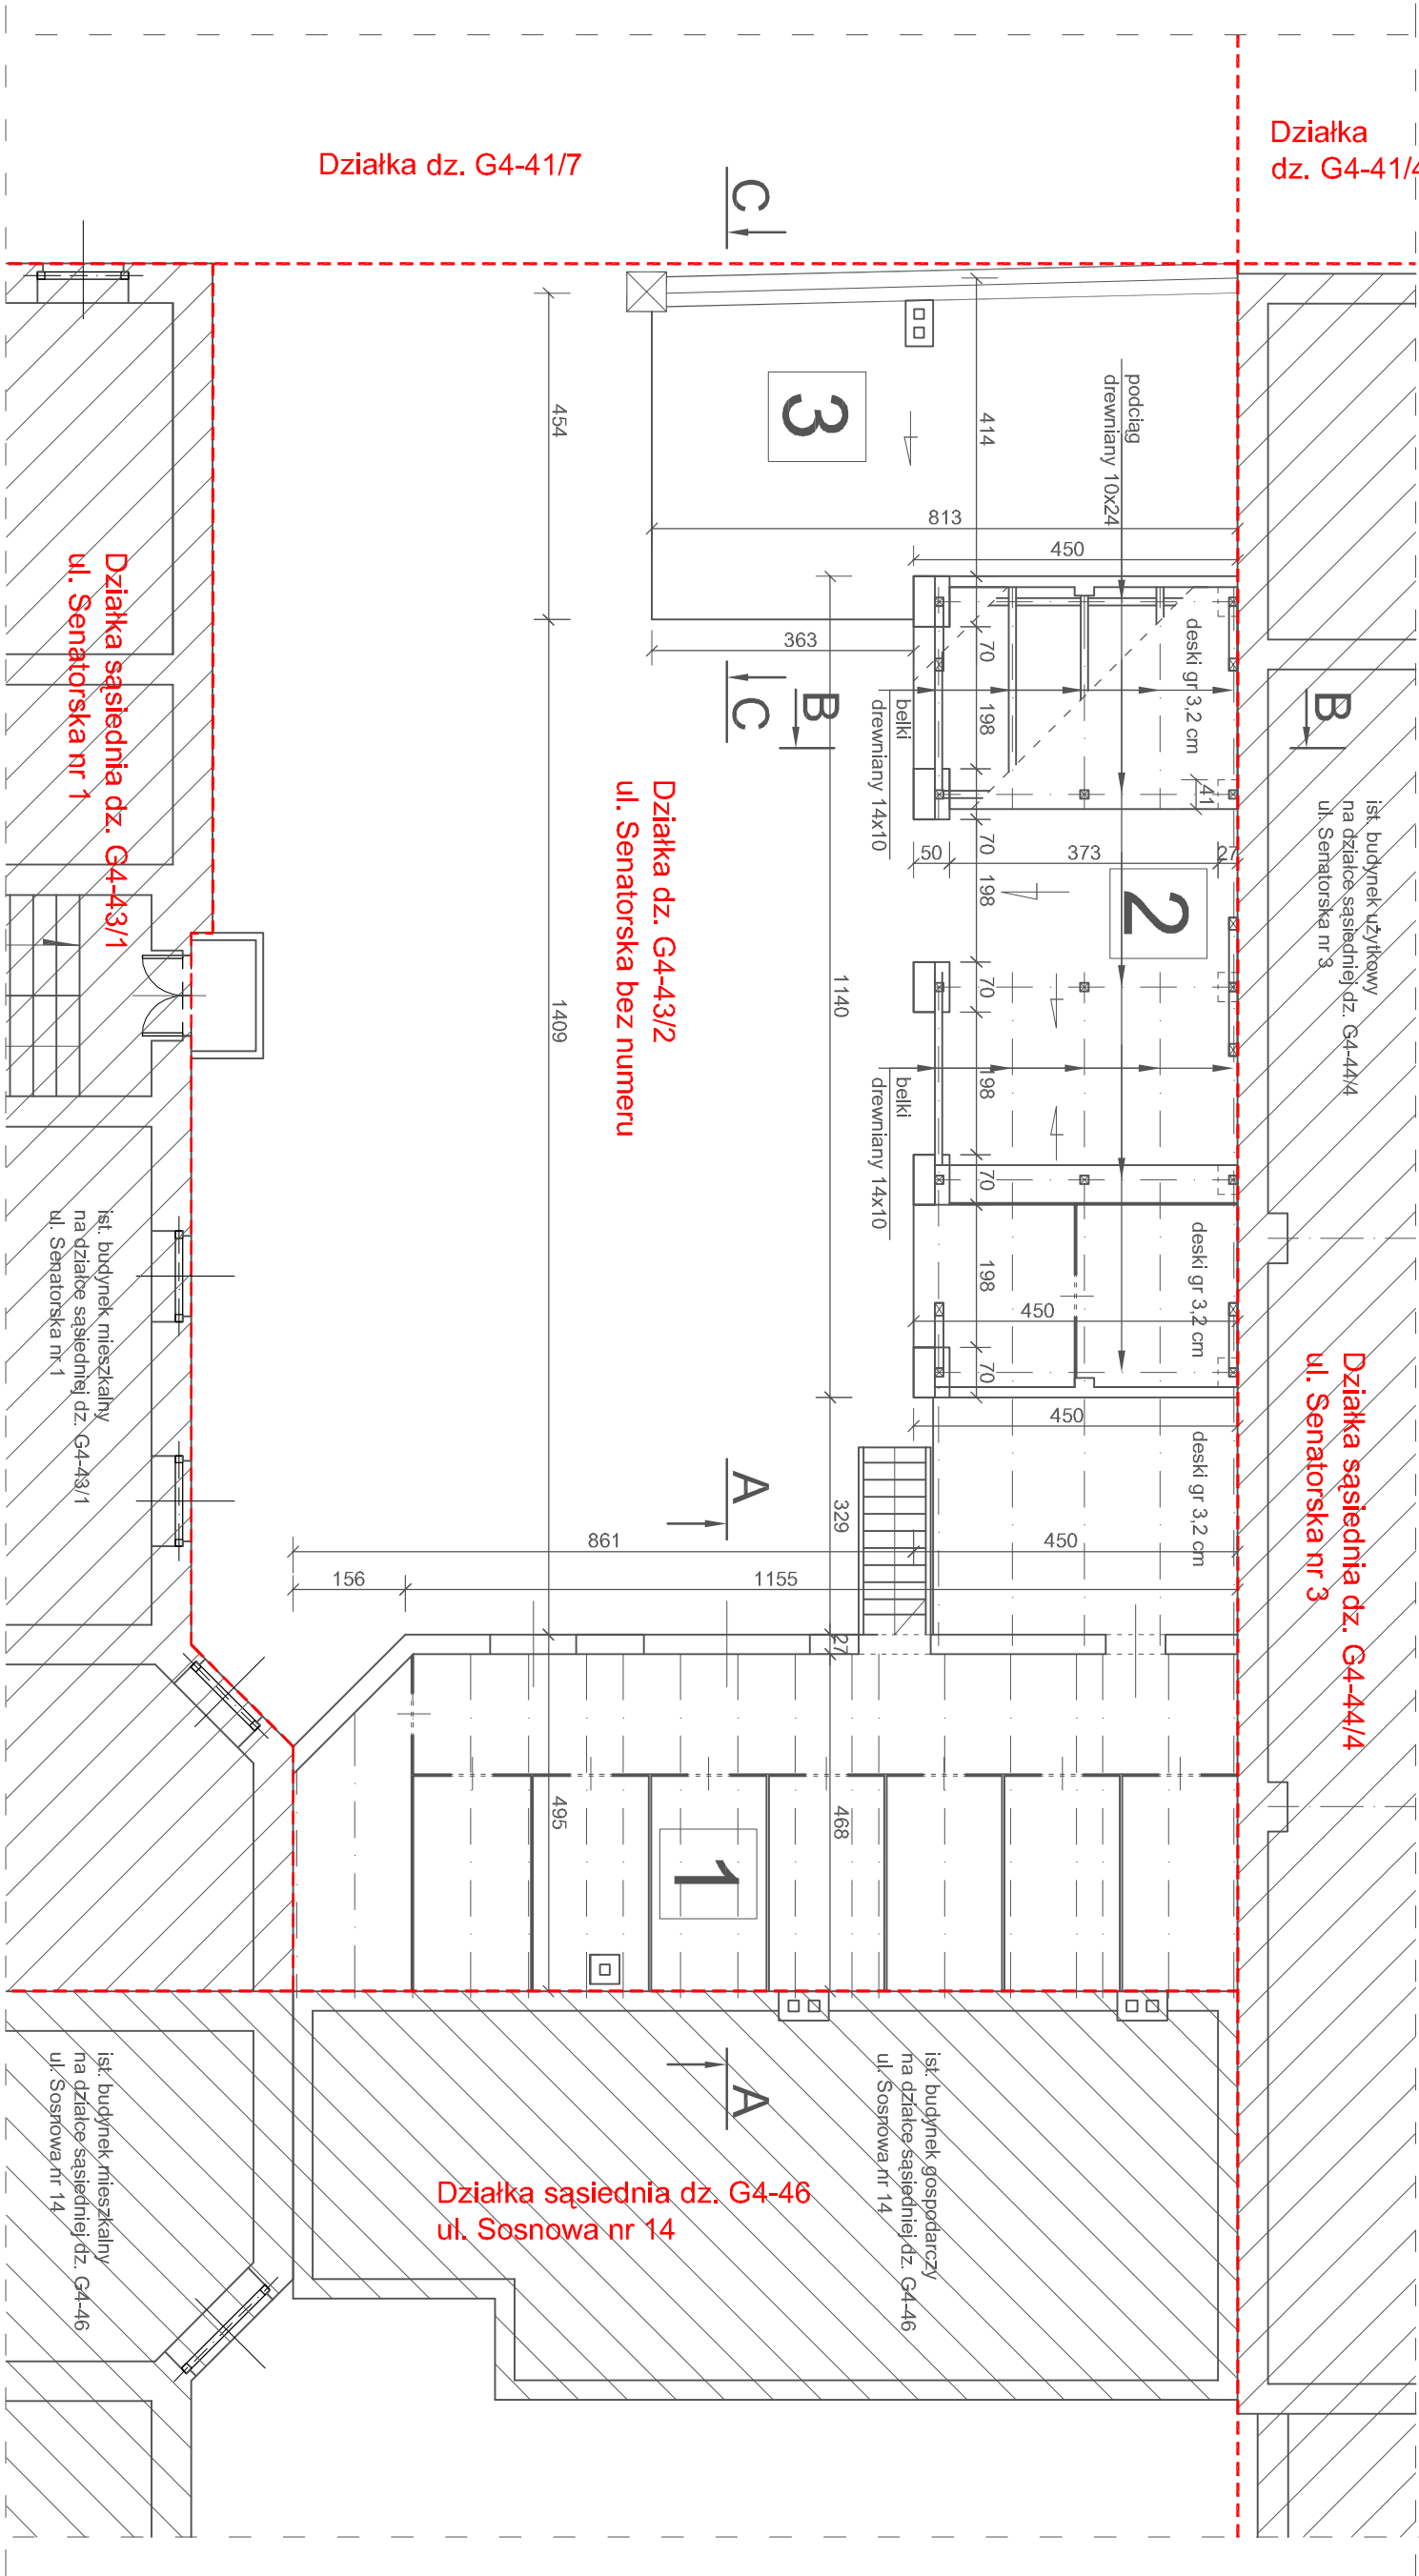 Działka dz. G4-41/7
Działka
dz. G4-41/4
C
3
454
414
podciąg
drewniany 10x24
813
450
363
C
B
B
70
198
deski gr 3,2 cm
41
belki
drewniany 14x10
70
50
373
27
198
2
ist. budynek użytkowy
na działce sąsiedniej dz. G4-44/4
ul. Senatorska nr 3
Działka sąsiednia dz. G4-43/1
ul. Senatorska nr 1
Działka dz. G4-43/2
ul. Senatorska bez numeru
1409
1140
70
198
belki
drewniany 14x10
70
198
450
deski gr 3,2 cm
70
450
deski gr 3,2 cm
Działka sąsiednia dz. G4-44/4
ul. Senatorska nr 3
ist. budynek mieszkalny
na działce sąsiedniej dz. G4-43/1
ul. Senatorska nr 1
A
329
861
450
156
1155
27
495
468
1
A
ist. budynek gospodarczy
na działce sąsiedniej dz. G4-46
ul. Sosnowa nr 14
Działka sąsiednia dz. G4-46
ul. Sosnowa nr 14
ist. budynek mieszkalny
na działce sąsiedniej dz. G4-46
ul. Sosnowa nr 14